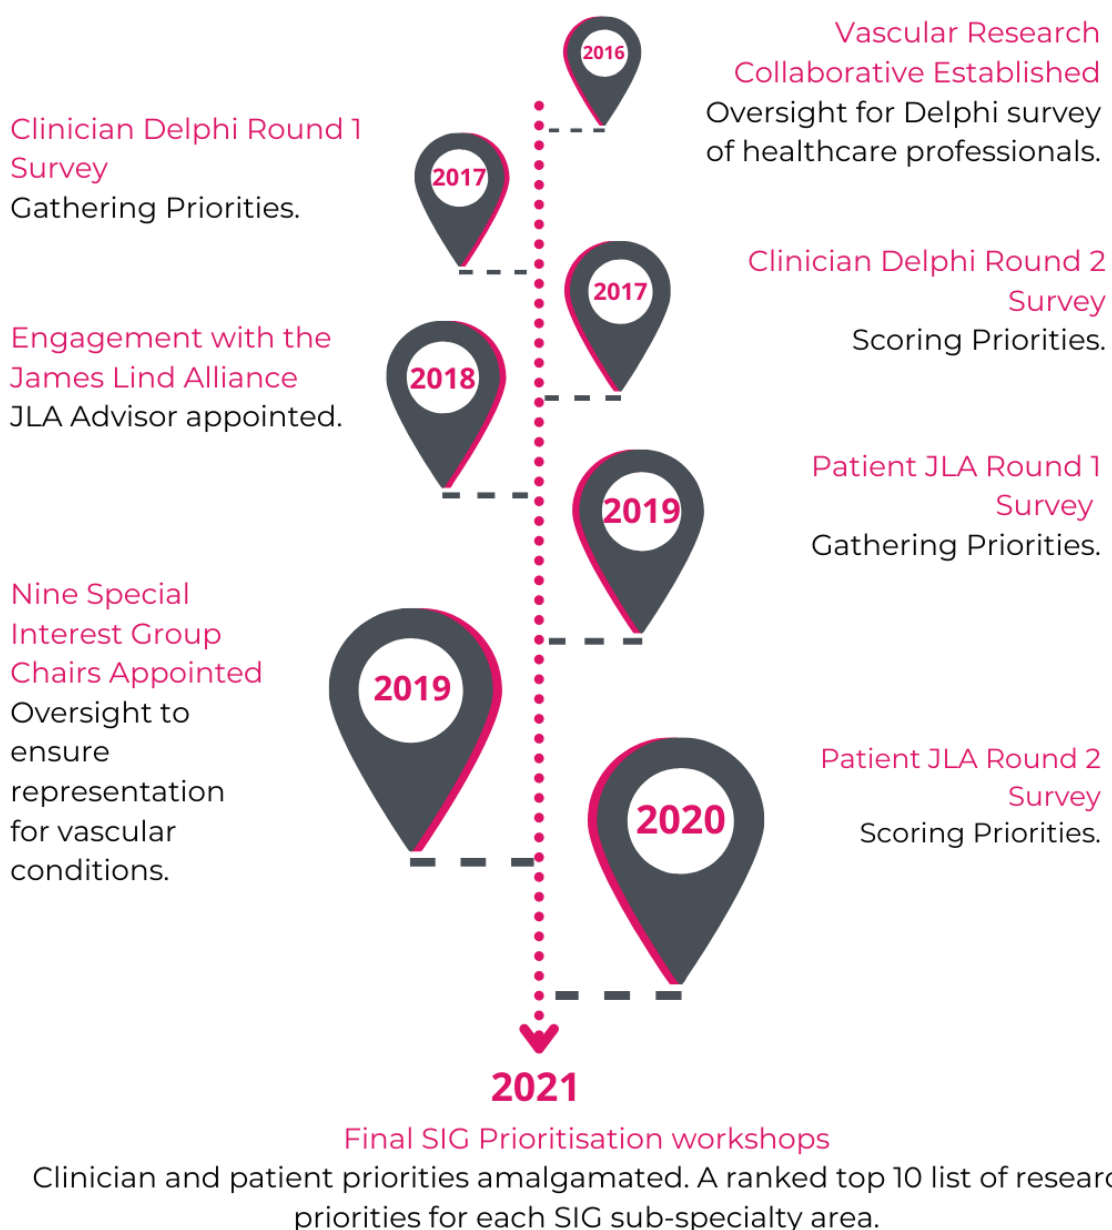 2016
Vascular Research
Collaborative Established
Oversight for Delphi survey
of healthcare professionals.
Clinician Delphi Round 1
Survey
Gathering Priorities.
2017
2017
Clinician Delphi Round 2
Survey
Scoring Priorities.
Engagement with the
James Lind Alliance
JLA Advisor appointed.
2018
2019
Patient JLA Round 1
Survey
Gathering Priorities.
Nine Special
Interest Group
Chairs Appointed
Oversight to
ensure
representation
for vascular
conditions.
2019
2020
Patient JLA Round 2
Survey
Scoring Priorities.
2021
Final SIG Prioritisation workshops
Clinician and patient priorities amalgamated. A ranked top 10 list of researc
priorities for each SIG sub-specialty area.